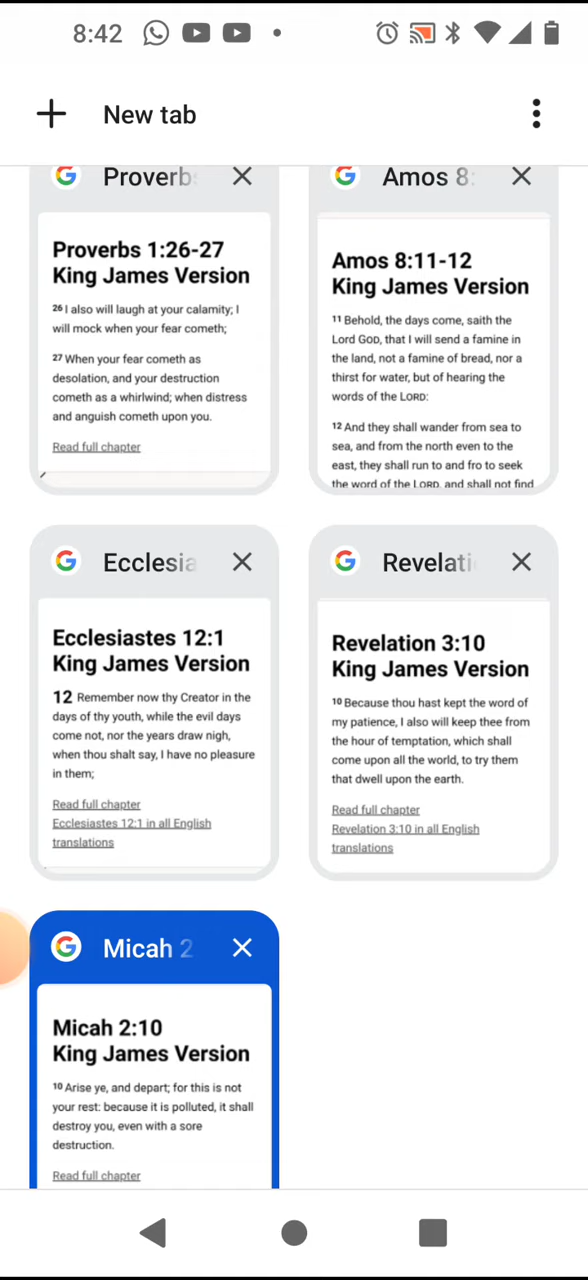 8:42
New tab
Proverb
Proverbs 1:26-27
King James Version
26 I also will laugh at your calamity; I
will mock when your fear cometh;
27 When your fear cometh as
desolation, and your destruction
cometh as a whirlwind; when distress
and anguish cometh upon you.
Read full chapter
Amos 8:
Amos 8:11-12
King James Version
11 Behold, the days come, saith the
Lord GOD, that I will send a famine in
the land, not a famine of bread, nor a
thirst for water, but of hearing the
words of the LORD:
12 And they shall wander from sea to
sea, and from the north even to the
east, they shall run to and fro to seek
the word of the LORD, and shall not find
Ecclesia
Ecclesiastes 12:1
King James Version
12 Remember now thy Creator in the
days of thy youth, while the evil days
come not, nor the years draw nigh,
when thou shalt say, I have no pleasure
in them;
Read full chapter
Ecclesiastes 12:1 in all English
translations
Revelati
Revelation 3:10
King James Version
10 Because thou hast kept the word of
my patience, I also will keep thee from
the hour of temptation, which shall
come upon all the world, to try them
that dwell upon the earth.
Read full chapter
Revelation 3:10 in all English
translations
Micah 2
Micah 2:10
King James Version
10 Arise ye, and depart; for this is not
your rest: because it is polluted, it shall
destroy you, even with a sore
destruction.
Read full chapter